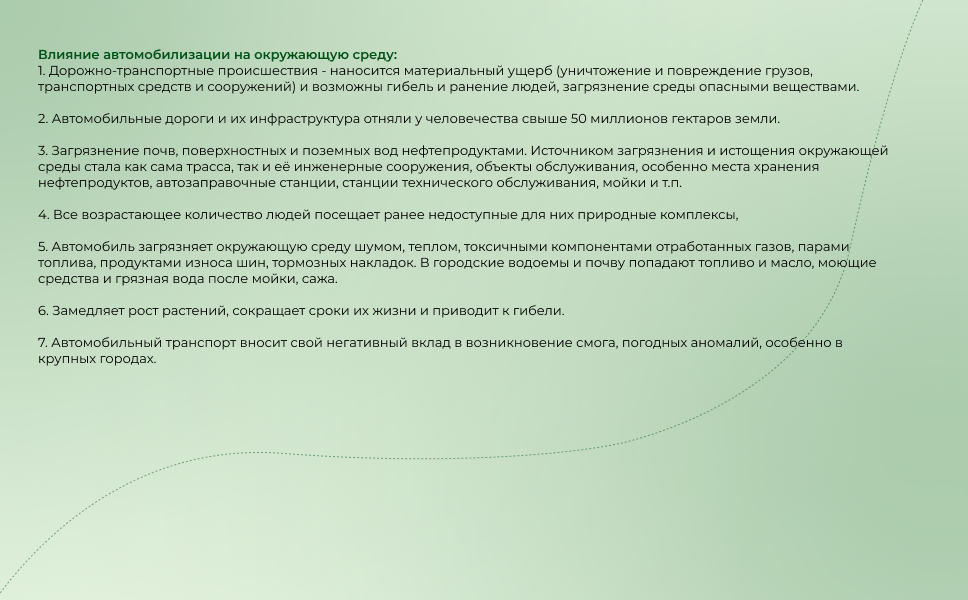 Влияние автомобилизации на окружающую среду:
1. Дорожно-транспортные происшествия - наносится материальный ущерб (уничтожение и повреждение грузов,
транспортных средств и сооружений) и возможны гибель и ранение людей, загрязнение среды опасными веществами.
2. Автомобильные дороги и их инфраструктура отняли у человечества свыше 50 миллионов гектаров земли.
3. Загрязнение почв, поверхностных и поземных вод нефтепродуктами. Источником загрязнения и истощения окружающей
среды стала как сама трасса, так и её инженерные сооружения, объекты обслуживания, особенно места хранения
нефтепродуктов, автозаправочные станции, станции технического обслуживания, мойки и т.п.
4. Все возрастающее количество людей посещает ранее недоступные для них природные комплексы,
5. Автомобиль загрязняет окружающую среду шумом, теплом, токсичными компонентами отработанных газов, парами
топлива, продуктами износа шин, тормозных накладок. В городские водоемы и почву попадают топливо и масло, моющие
средства и грязная вода после мойки, сажа.
6. Замедляет рост растений, сокращает сроки их жизни и приводит к гибели.
7. Автомобильный транспорт вносит свой негативный вклад в возникновение смога, погодных аномалий, особенно в
крупных городах.